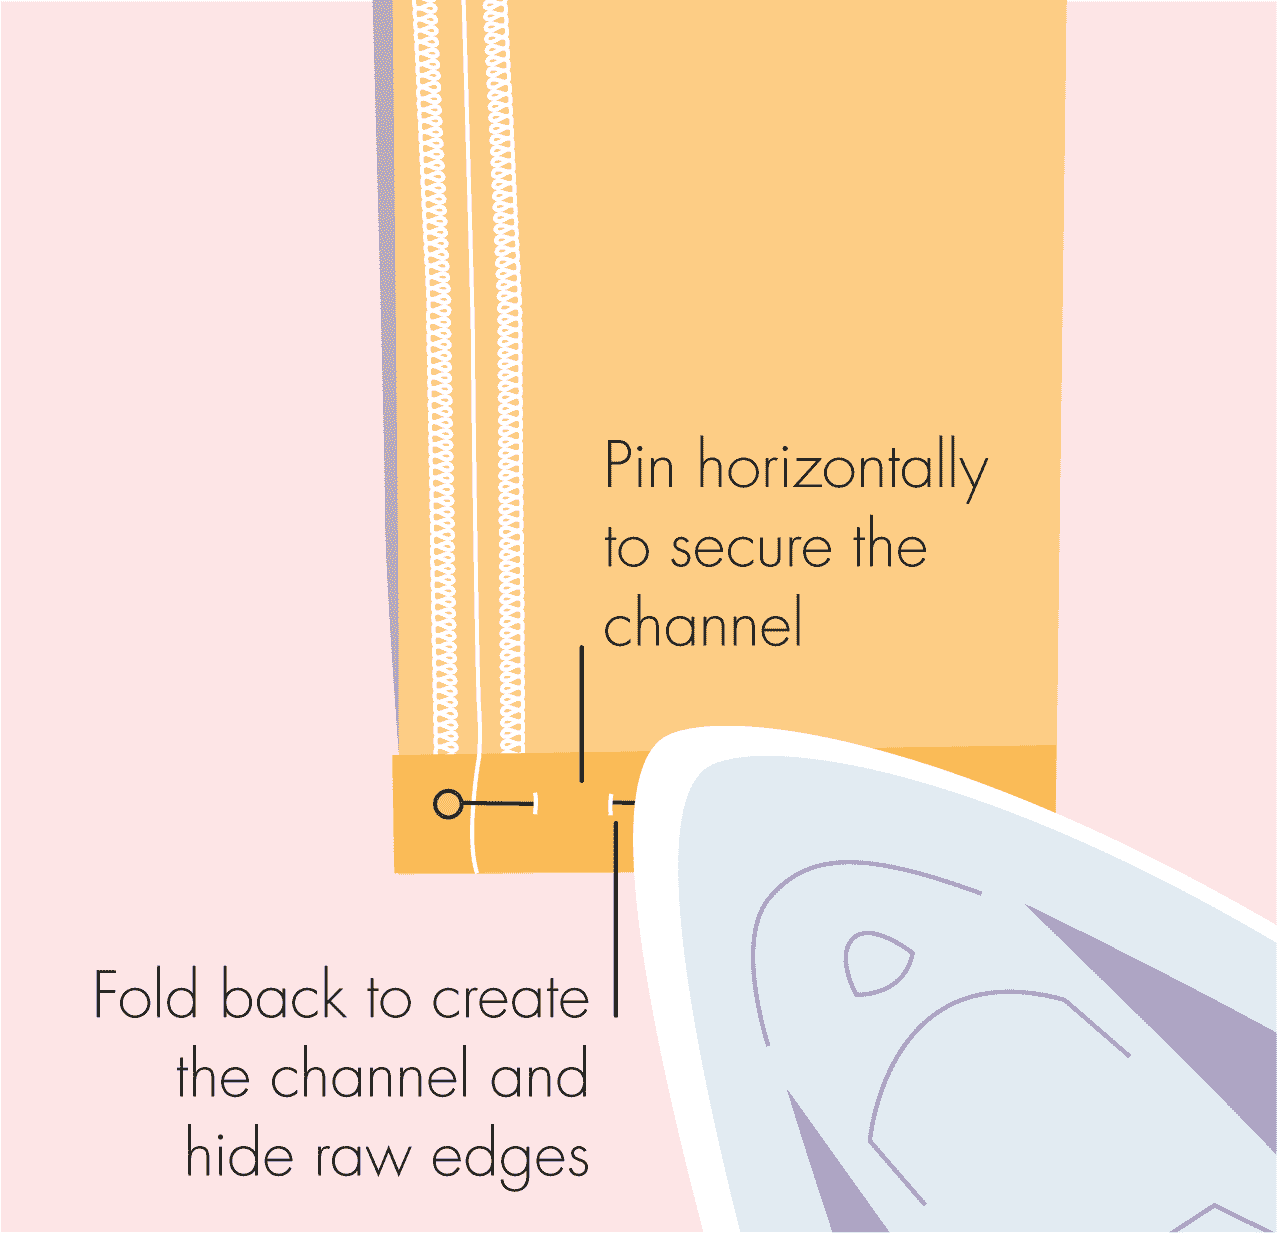 Pin horizontally
to secure the
channel
Fold back to create
the channel and
hide raw edges